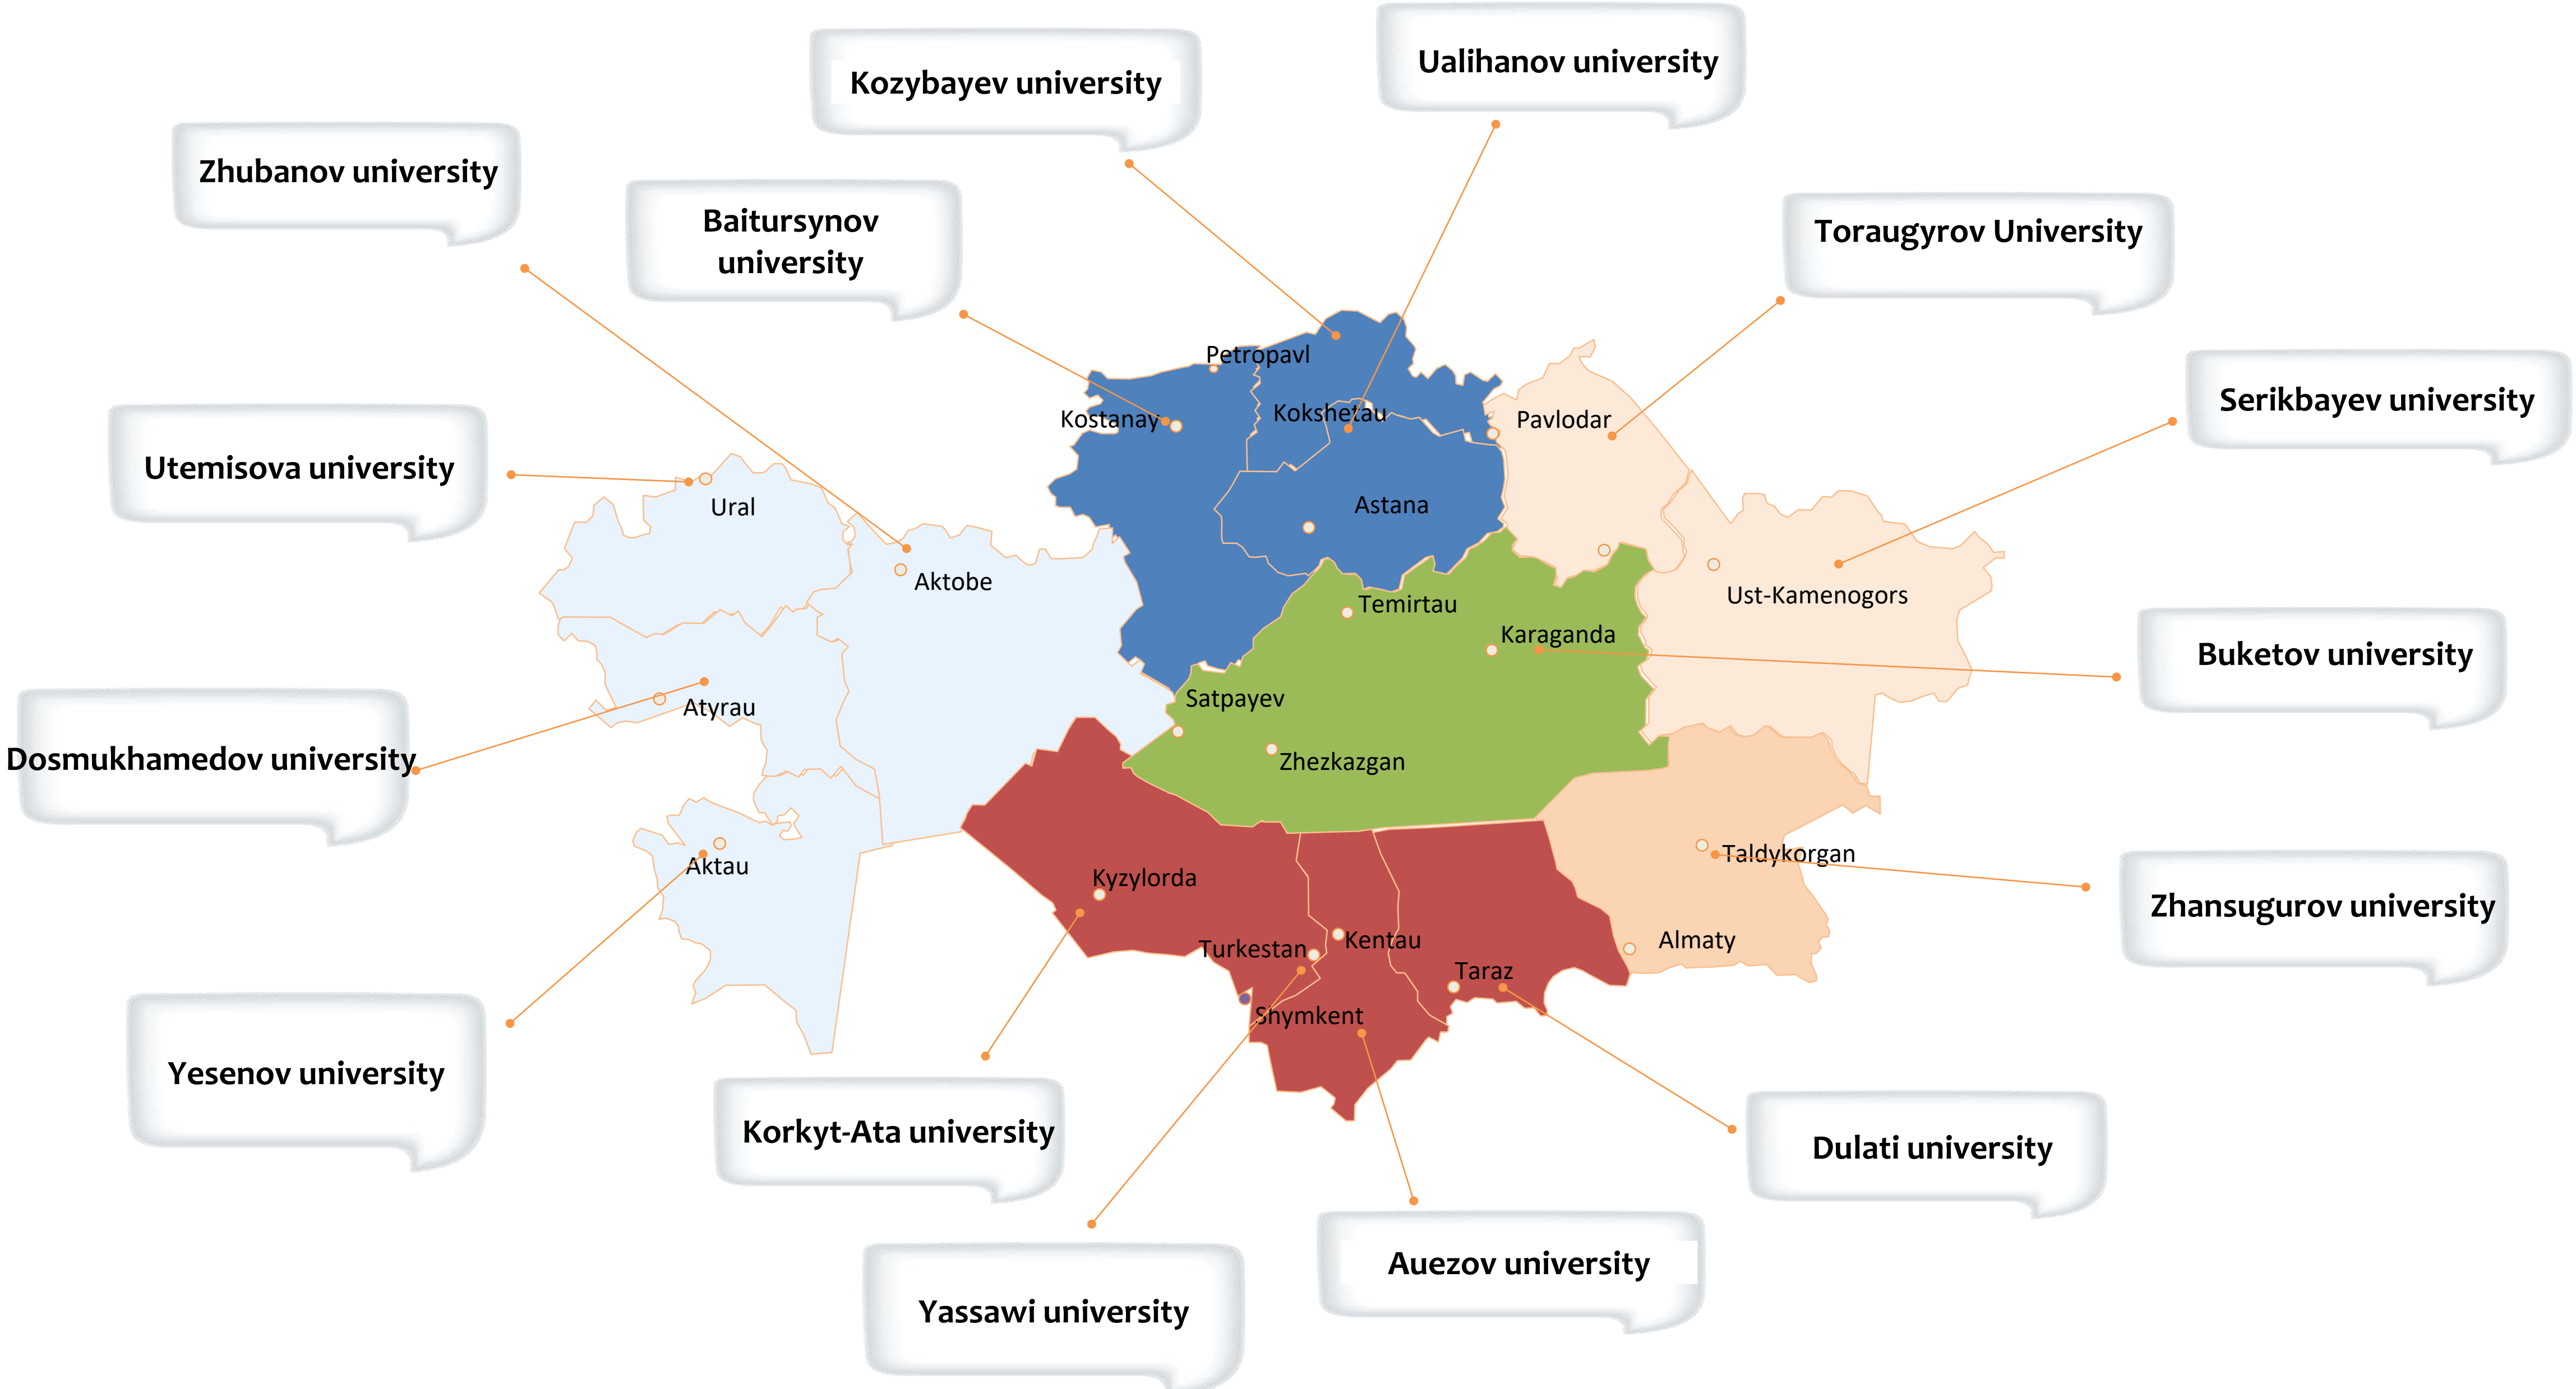 Ualihanov university
Kozybayev university
Zhubanov university
Baitursynov
university
Toraugyrov University
Petropavl
Serikbayev university
Kokshetau
Kostanay
Pavlodar
Utemisova university
Ural
Astana
Aktobe
Ust-Kamenogors
Temirtau
Karaganda
Buketov university
Satpayev
Atyrau
Dosmukhamedov university
Zhezkazgan
Taldykorgan
Aktau
Kyzylorda
Zhansugurov university
Turkestan
Kentau
Almaty
Taraz
Shymkent
Yesenov university
Korkyt-Ata university
Dulati university
Auezov university
Yassawi university